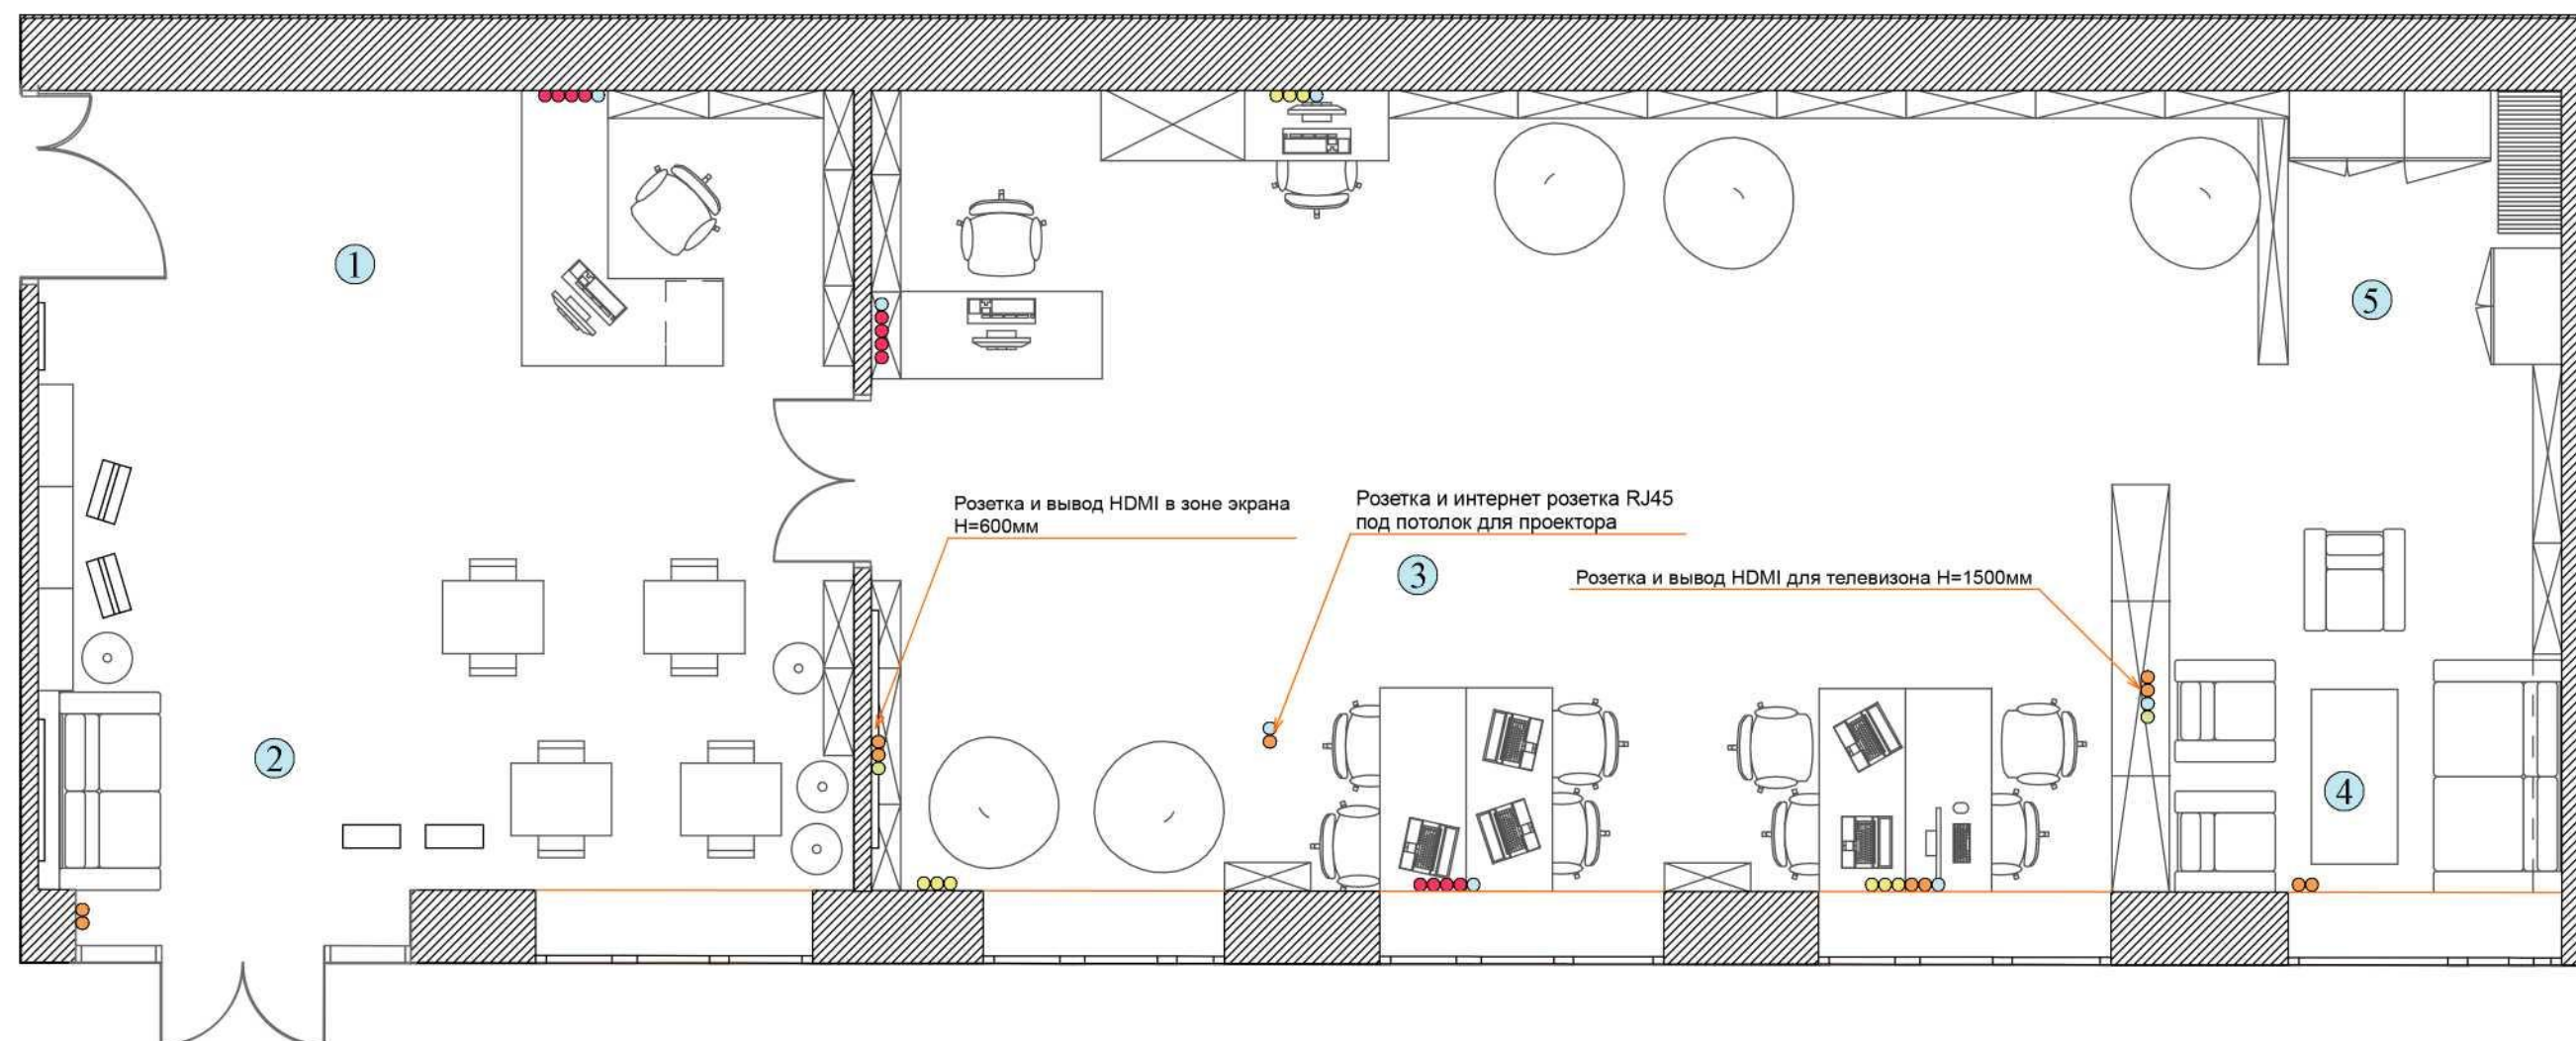 1
5
Розетка и вывод HDMI в зоне экрана
H=600мм
Розетка и интернет розетка RJ45
под потолок для проектора
3
Розетка и вывод HDMI для телевизона H=1500мм
2
4